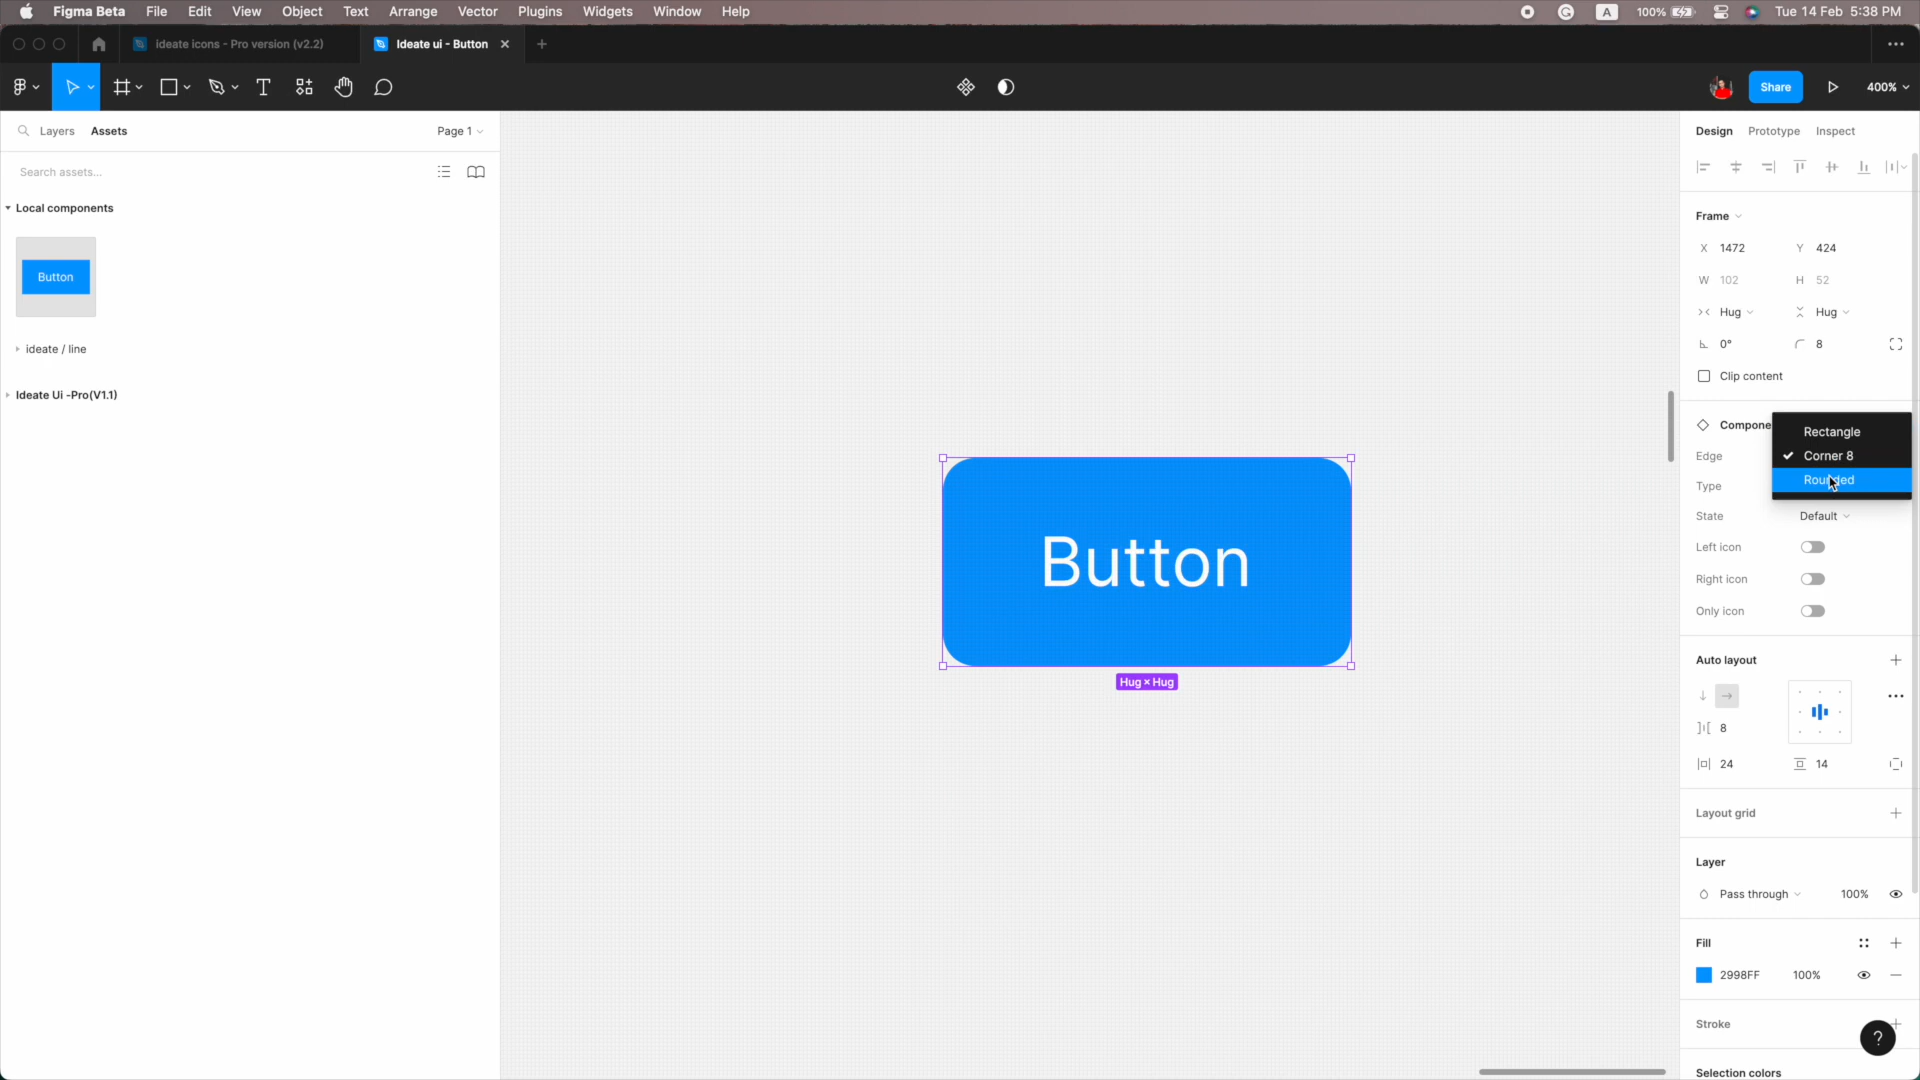 Figma Beta File Edit View Object Text Arrange Vector Plugins Widgets Window Help A 100% Tue 14 Feb 5:38 PM
Ideate icons - Pro version (v2.2) Ideate ui - Button
Share 400%
Layers Assets Page 1
Search assets...
Local components
Button
ideate / line
Ideate Ui -Pro(V1.1)
Button
Hug × Hug
Design Prototype Inspect
Frame
X 1472 Y 424
W 102 H 52
Hug Hug
0° 8
Clip content
Compone
Rectangle
Edge Corner 8
Type Rounded
State Default
Left icon
Right icon
Only icon
Auto layout
8
24 14
Layout grid
Layer
Pass through 100%
Fill
2998FF 100%
Stroke
?
Selection colors